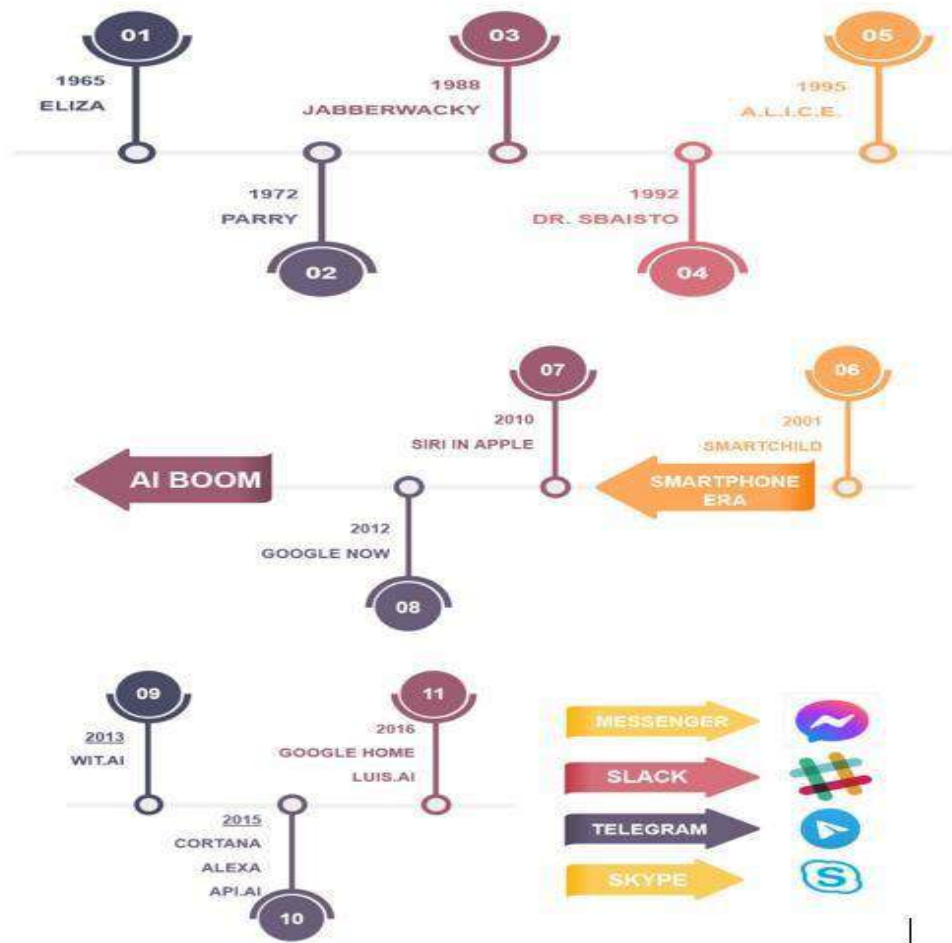 01
1965
ELIZA
1972
PARRY
02
03
1988
JABBERWACKY
1992
DR. SBAISTO
04
05
1995
A.L.I.C.E.
06
2001
SMARTCHILD
SMARTPHONE
ERA
07
2010
SIRI IN APPLE
2012
GOOGLE NOW
08
AI BOOM
09
2013
WIT.AI
2015
CORTANA
ALEXA
API.AI
10
11
2016
GOOGLE HOME
LUIS.AI
MESSENGER
SLACK
TELEGRAM
SKYPE
S